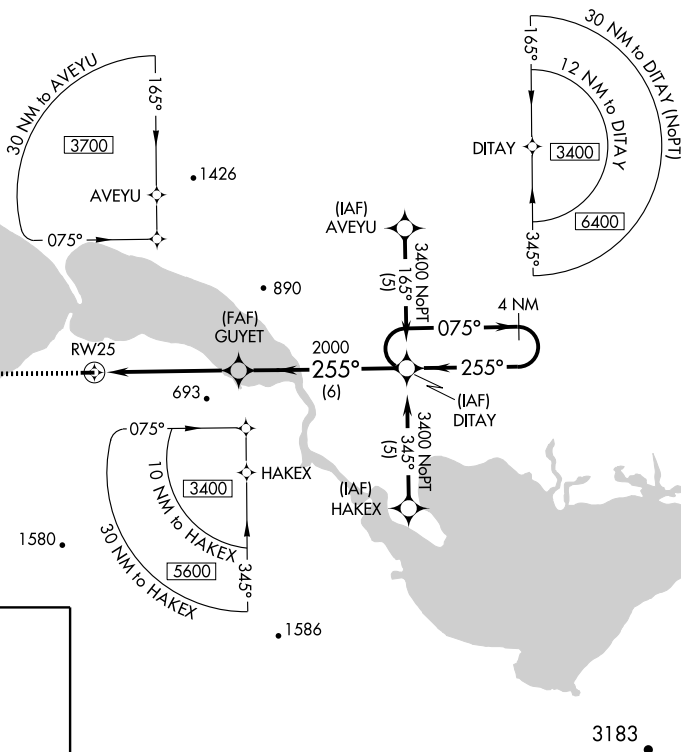 30 NM to AVEYU
165°
3700
AVEYU
075°
1426
30 NM to DITAY (NoPT)
12 NM to DITAY
165°
DITAY
3400
6400
345°
(IAF)
AVEYU
3400 NoPT
165°
(5)
890
4 NM
075°
(FAF)
GUYET
RW25
2000
255°
(6)
255°
(IAF)
DITAY
693
3400 NoPT
345°
(5)
(IAF)
HAKEX
075°
HAKEX
3400
10 NM to HAKEX
5600
30 NM to HAKEX
345°
1580
1586
3183